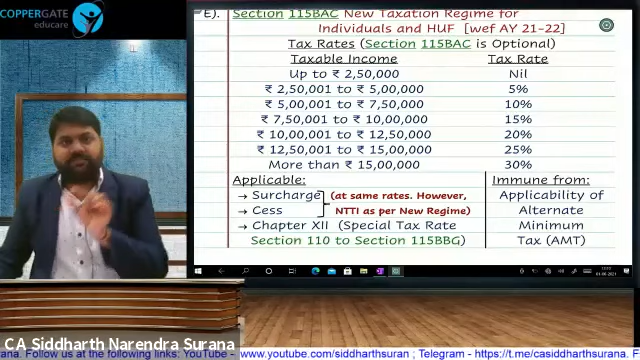 COPPERGATE
educare
E). Section 115BAC New Taxation Regime for
Individuals and HUF [wef AY 21-22]
Tax Rates (Section 115BAC is Optional)
Taxable Income Tax Rate
Up to ₹ 2,50,000 Nil
₹ 2,50,001 to ₹ 5,00,000 5%
₹ 5,00,001 to ₹ 7,50,000 10%
₹ 7,50,001 to ₹ 10,00,000 15%
₹ 10,00,001 to ₹ 12,50,000 20%
₹ 12,50,001 to ₹ 15,00,000 25%
More than ₹ 15,00,000 30%
Applicable: Immune from:
→ Surcharge (at same rates. However, Applicability of
→ Cess NTTI as per New Regime) Alternate
→ Chapter XII (Special Tax Rate Minimum
Section 110 to Section 115BBG) Tax (AMT)
CA Siddharth Narendra Surana
rana. Follow us at the following links: YouTube - www.youtube.com/siddharthsuran ; Telegram - https://t.me/casiddharthsurana. F